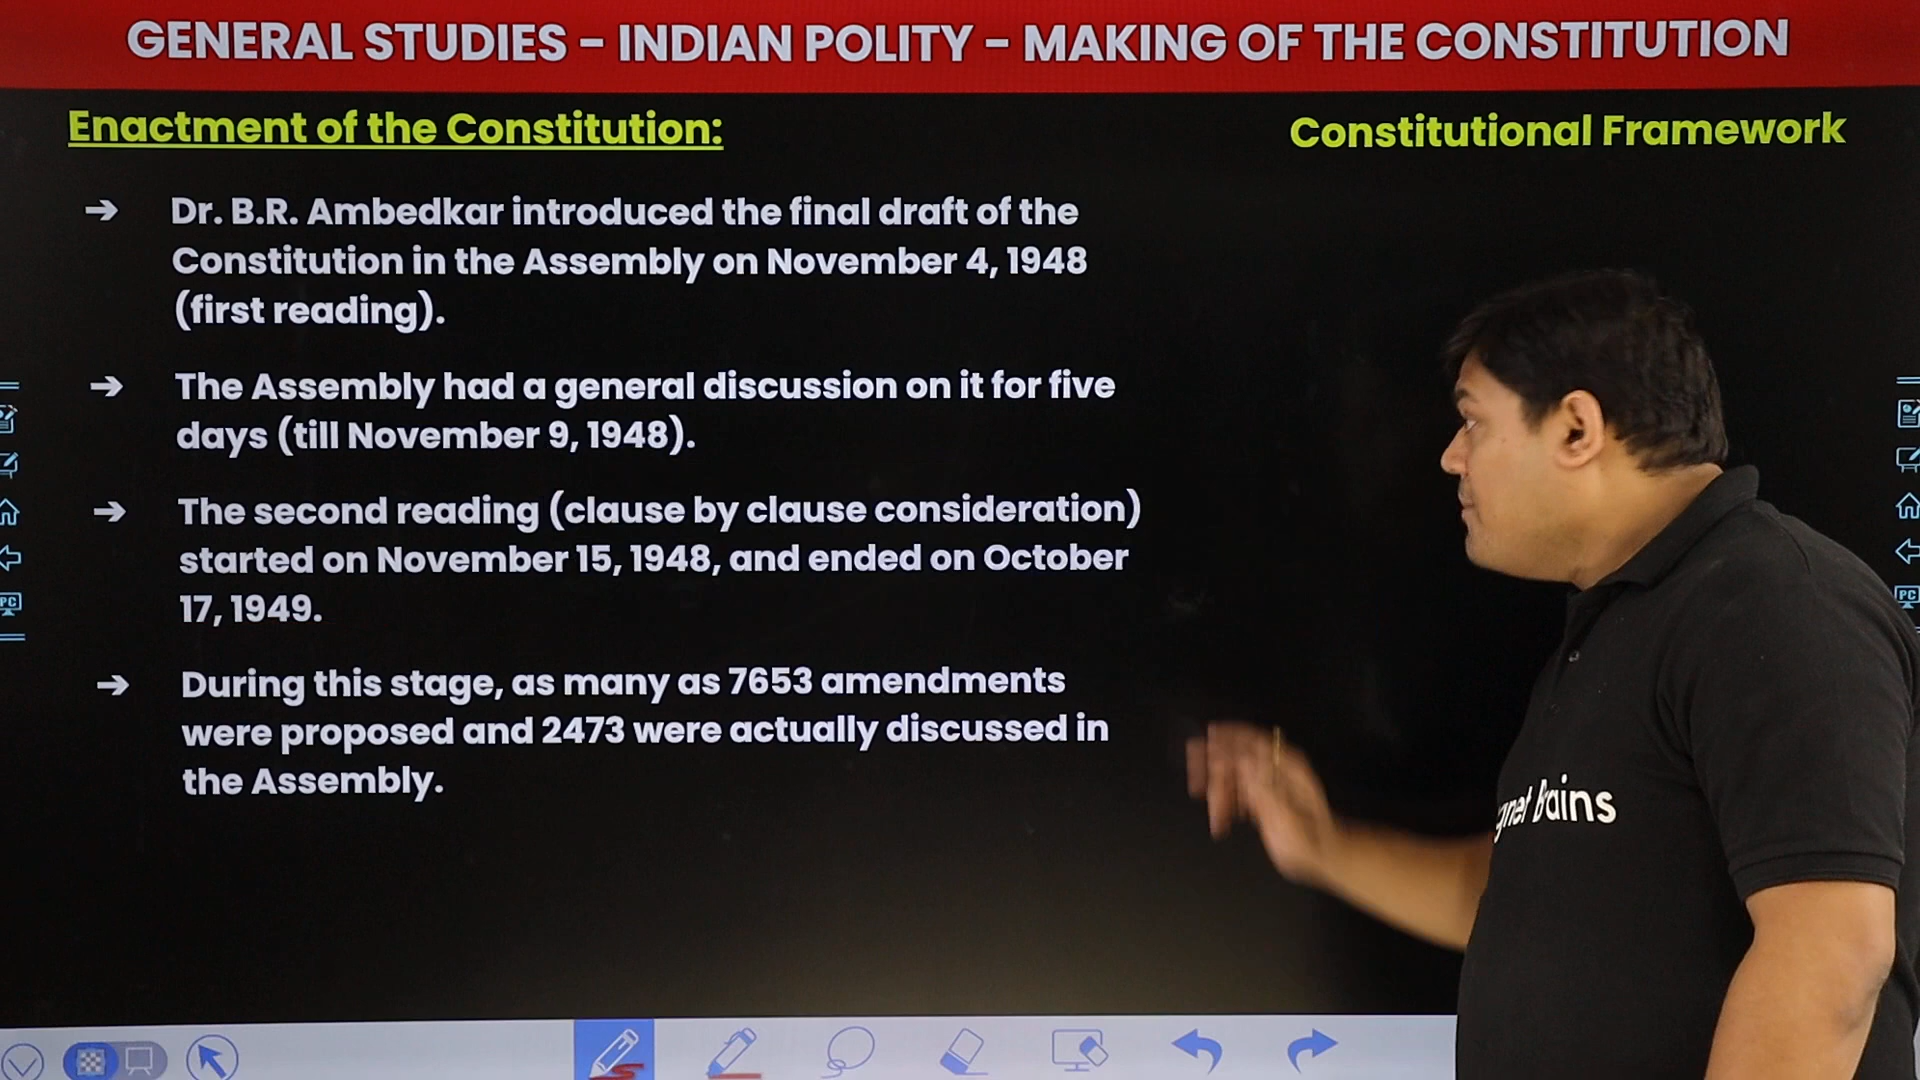 GENERAL STUDIES – INDIAN POLITY – MAKING OF THE CONSTITUTION
Enactment of the Constitution:
Constitutional Framework
➔ Dr. B.R. Ambedkar introduced the final draft of the
Constitution in the Assembly on November 4, 1948
(first reading).
➔ The Assembly had a general discussion on it for five
days (till November 9, 1948).
➔ The second reading (clause by clause consideration)
started on November 15, 1948, and ended on October
17, 1949.
➔ During this stage, as many as 7653 amendments
were proposed and 2473 were actually discussed in
the Assembly.
PC
PC
Brains